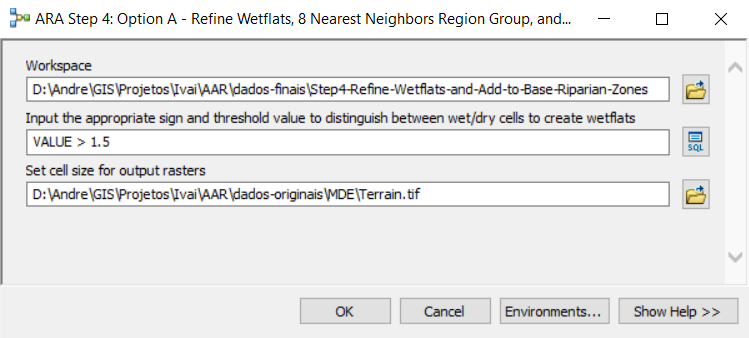 ARA Step 4: Option A - Refine Wetflats, 8 Nearest Neighbors Region Group, and...
Workspace
D:\Andre\GIS\Projetos\Ivai\AAR\dados-finais\Step4-Refine-Wetflats-and-Add-to-Base-Riparian-Zones
Input the appropriate sign and threshold value to distinguish between wet/dry cells to create wetflats
VALUE > 1.5
SQL
Set cell size for output rasters
D:\Andre\GIS\Projetos\Ivai\AAR\dados-originais\MDE\Terrain.tif
OK Cancel Environments... Show Help >>